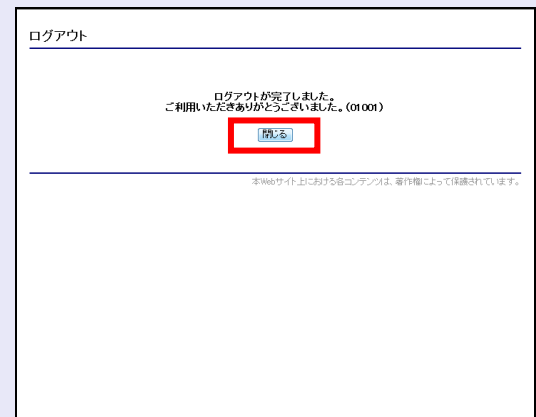 ログアウト
ログアウトが完了しました。
ご利用いただきありがとうございました。(01001)
閉じる
本Webサイト上における各コンテンツは、著作権によって保護されています。